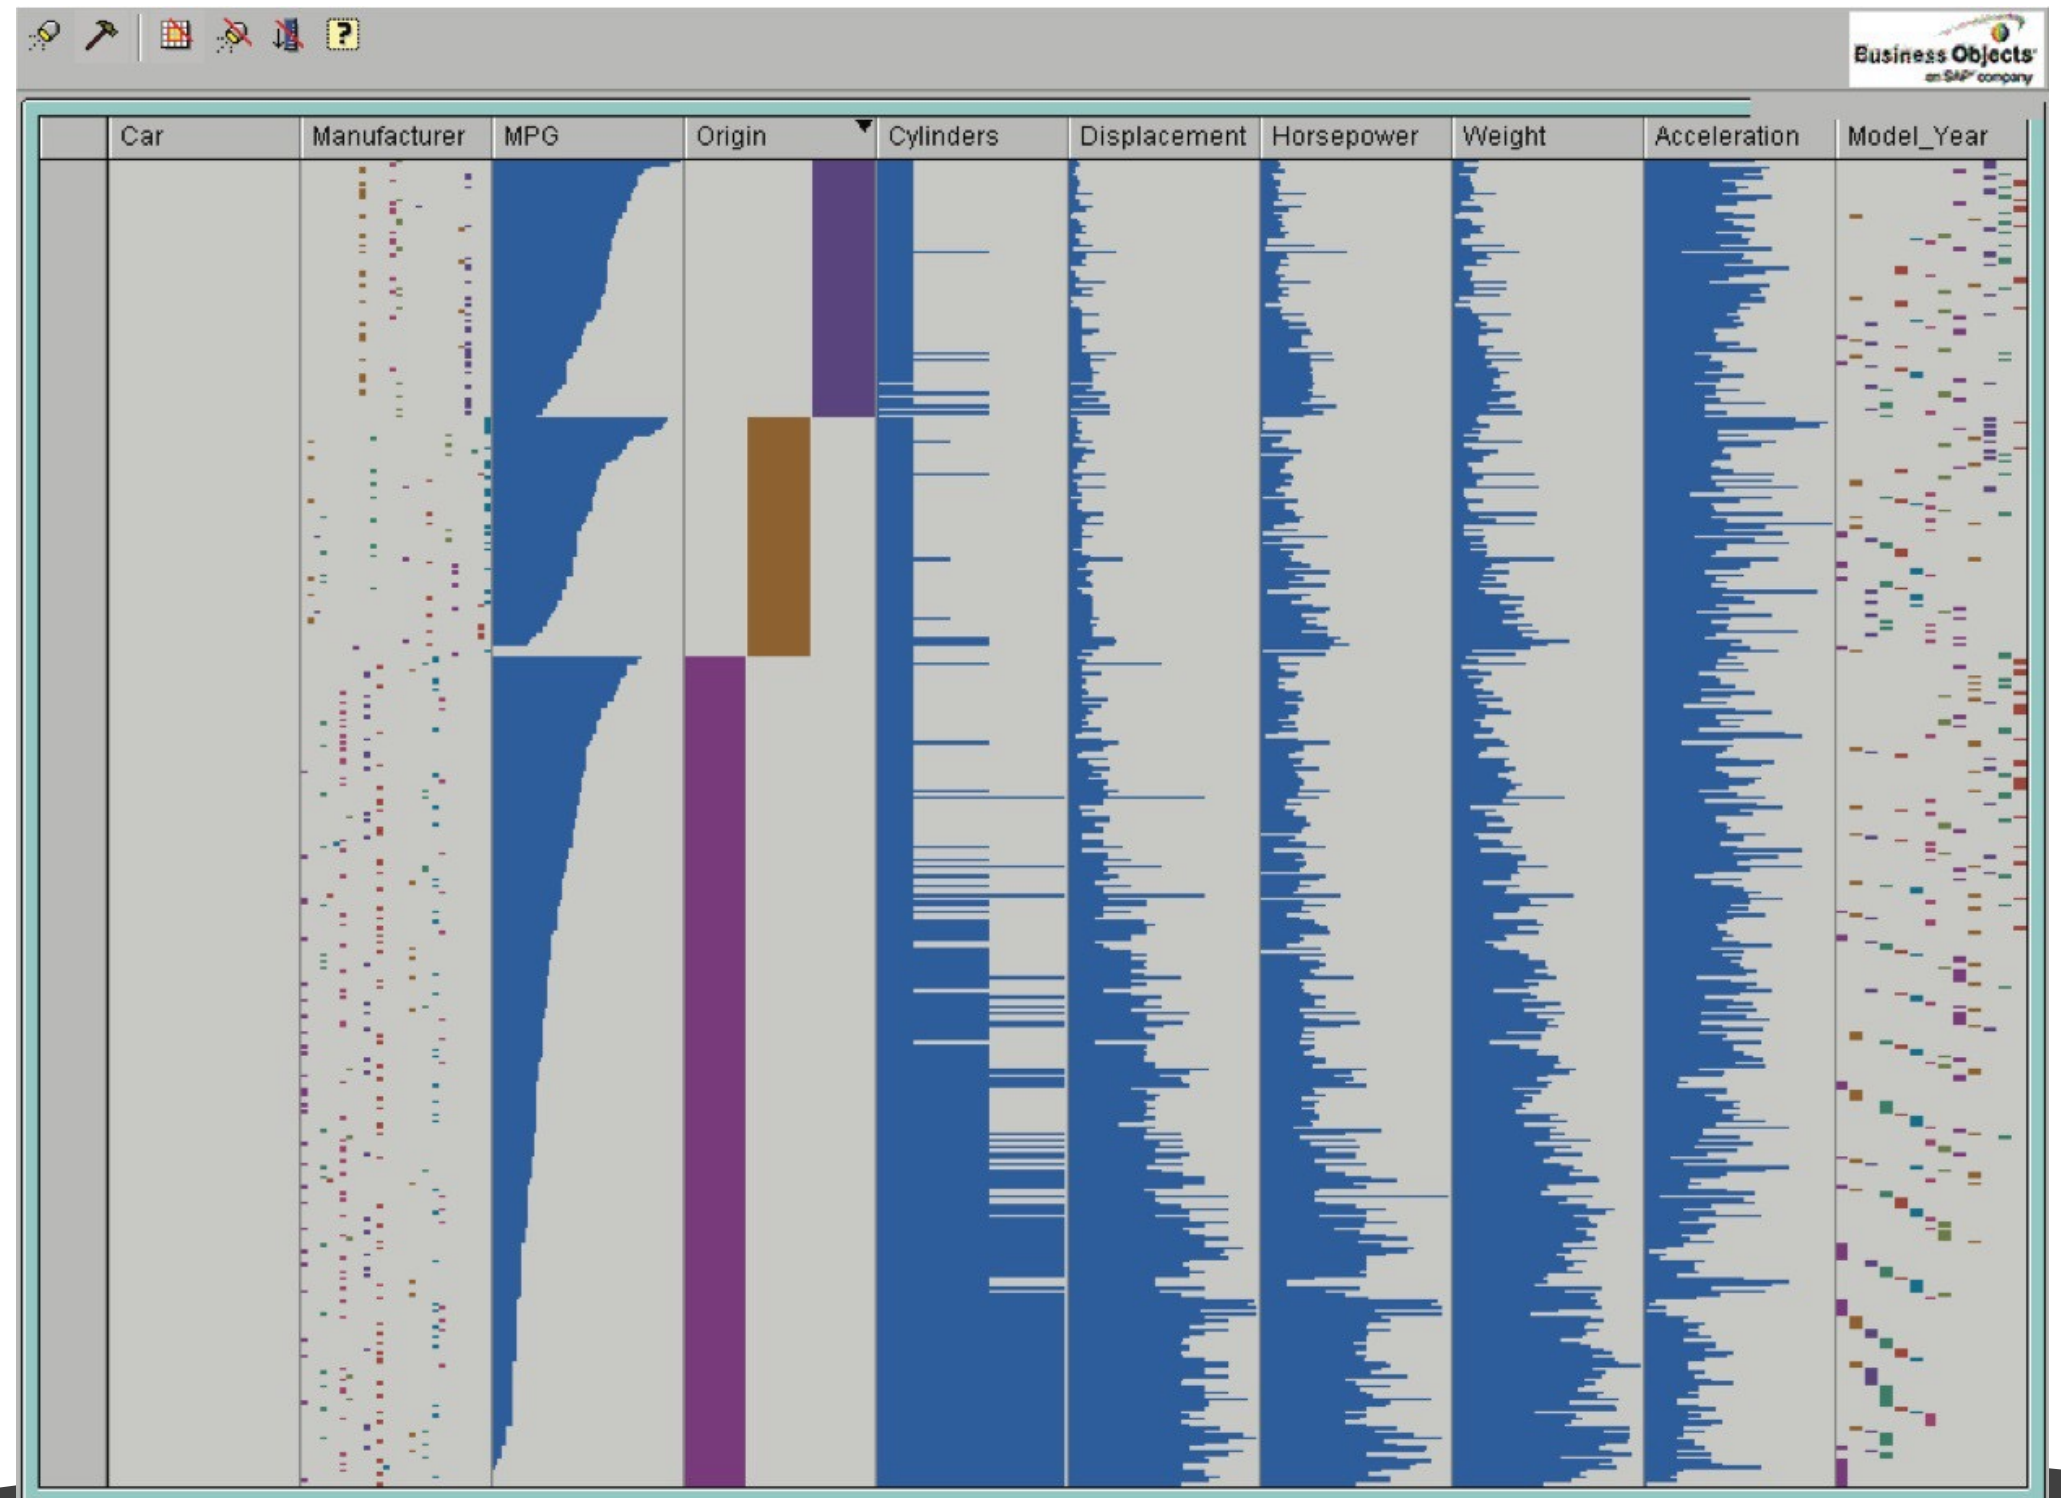 ?
Business Objects
an SAP company
Car
Manufacturer
MPG
Origin
Cylinders
Displacement
Horsepower
Weight
Acceleration
Model_Year